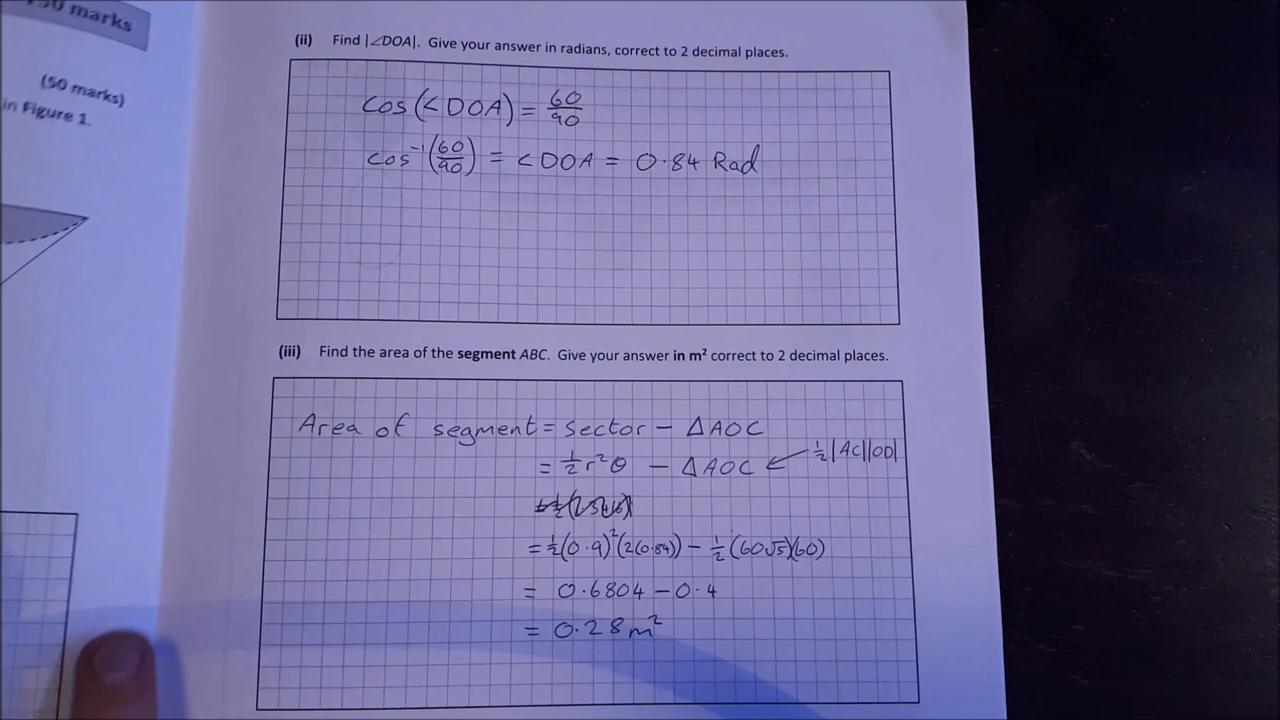 50 marks
(50 marks)
in Figure 1.
(ii) Find |∠DOA|. Give your answer in radians, correct to 2 decimal places.
cos(<DOA) = 60/90
cos⁻¹(60/90) = <DOA = 0.84 Rad
(iii) Find the area of the segment ABC. Give your answer in m² correct to 2 decimal places.
Area of segment = sector − ΔAOC
= ½r²θ − ΔAOC ← ½|AC||OD|
= ½(0.9)²(2(0.84)) − ½(60√5)(60)
= 0.6804 − 0.4
= 0.28m²